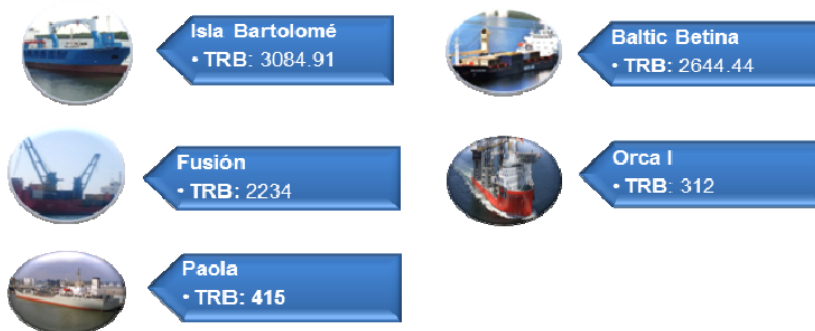 Isla Bartolomé
• TRB: 3084.91
Baltic Betina
• TRB: 2644.44
Fusión
• TRB: 2234
Orca I
• TRB: 312
Paola
• TRB: 415